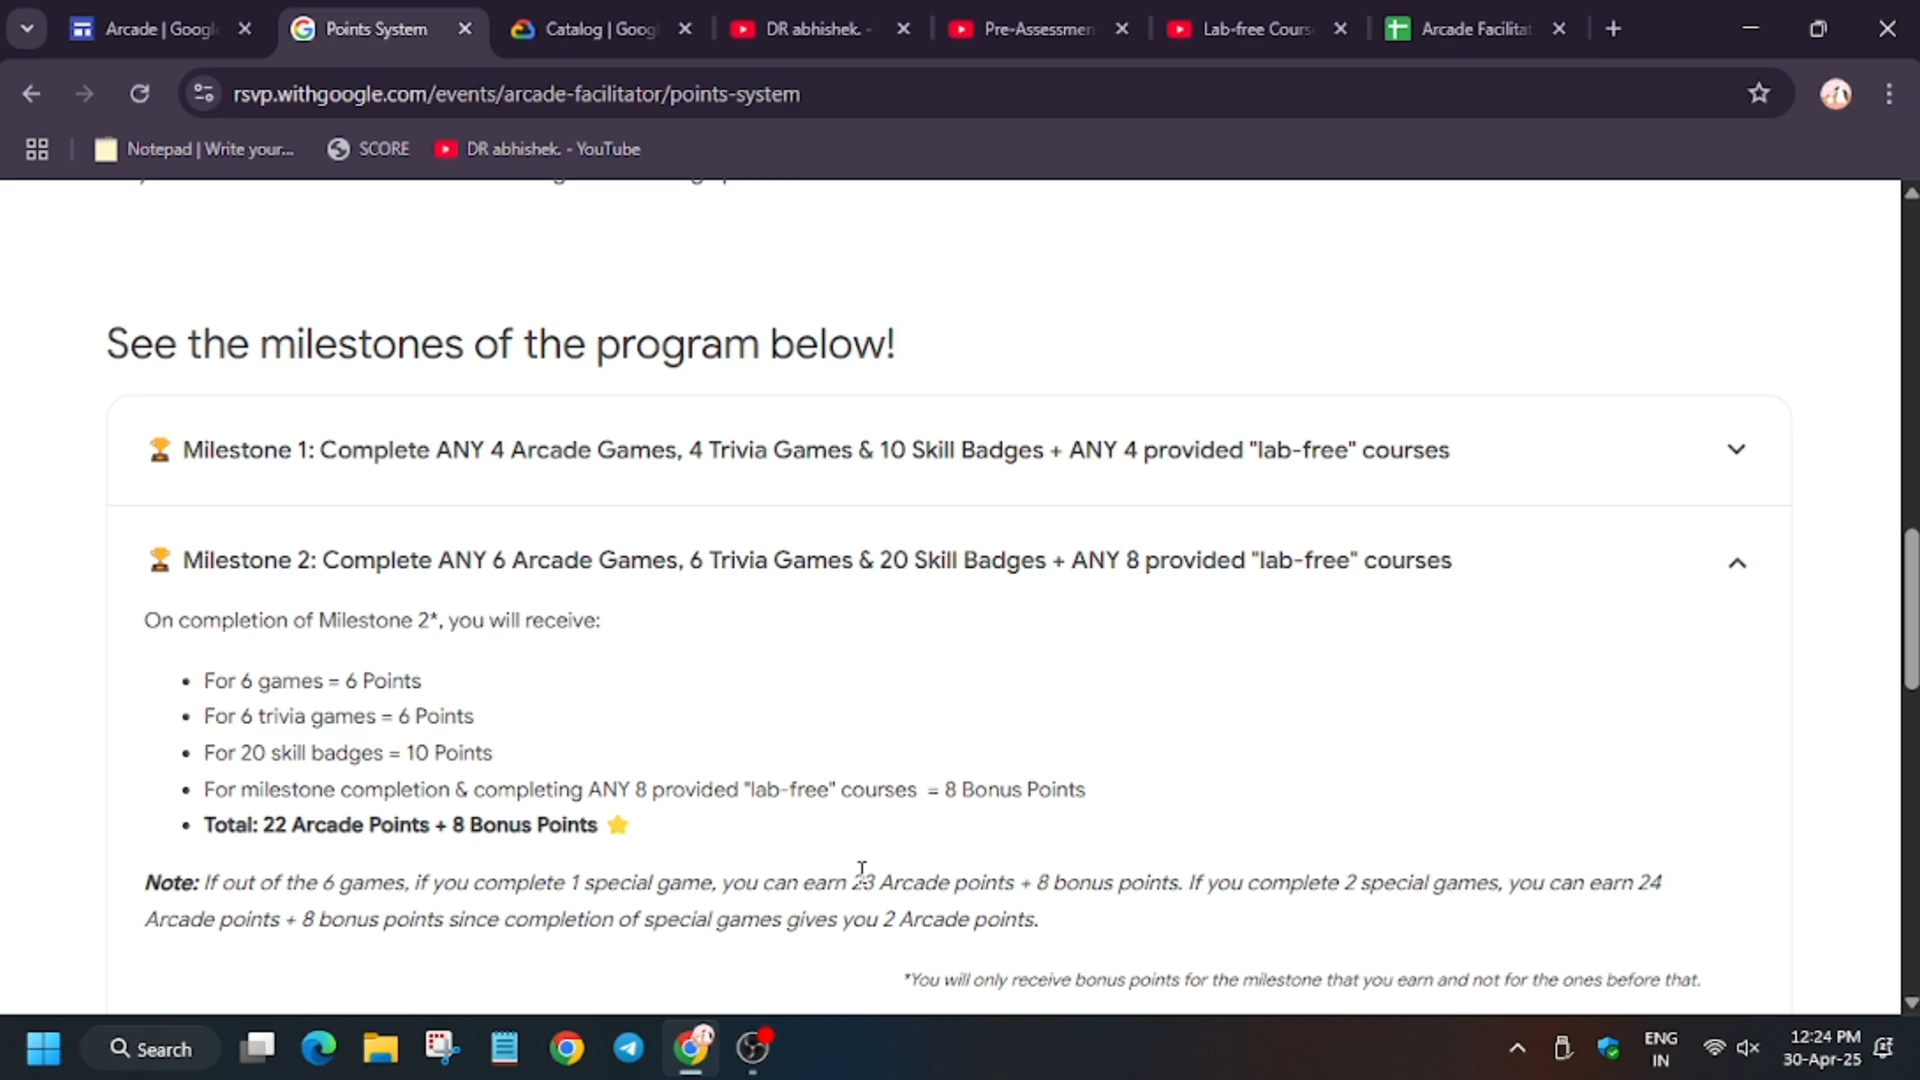 Arcade | Googl
Points System
Catalog | Goog
DR abhishek. -
Pre-Assessmen
Lab-free Cours
Arcade Facilitat
rsvp.withgoogle.com/events/arcade-facilitator/points-system
Notepad | Write your...
SCORE
DR abhishek. - YouTube
See the milestones of the program below!
Milestone 1: Complete ANY 4 Arcade Games, 4 Trivia Games & 10 Skill Badges + ANY 4 provided "lab-free" courses
Milestone 2: Complete ANY 6 Arcade Games, 6 Trivia Games & 20 Skill Badges + ANY 8 provided "lab-free" courses
On completion of Milestone 2*, you will receive:
• For 6 games = 6 Points
• For 6 trivia games = 6 Points
• For 20 skill badges = 10 Points
• For milestone completion & completing ANY 8 provided "lab-free" courses = 8 Bonus Points
• Total: 22 Arcade Points + 8 Bonus Points
Note: If out of the 6 games, if you complete 1 special game, you can earn 23 Arcade points + 8 bonus points. If you complete 2 special games, you can earn 24
Arcade points + 8 bonus points since completion of special games gives you 2 Arcade points.
*You will only receive bonus points for the milestone that you earn and not for the ones before that.
Search
ENG
IN
12:24 PM
30-Apr-25